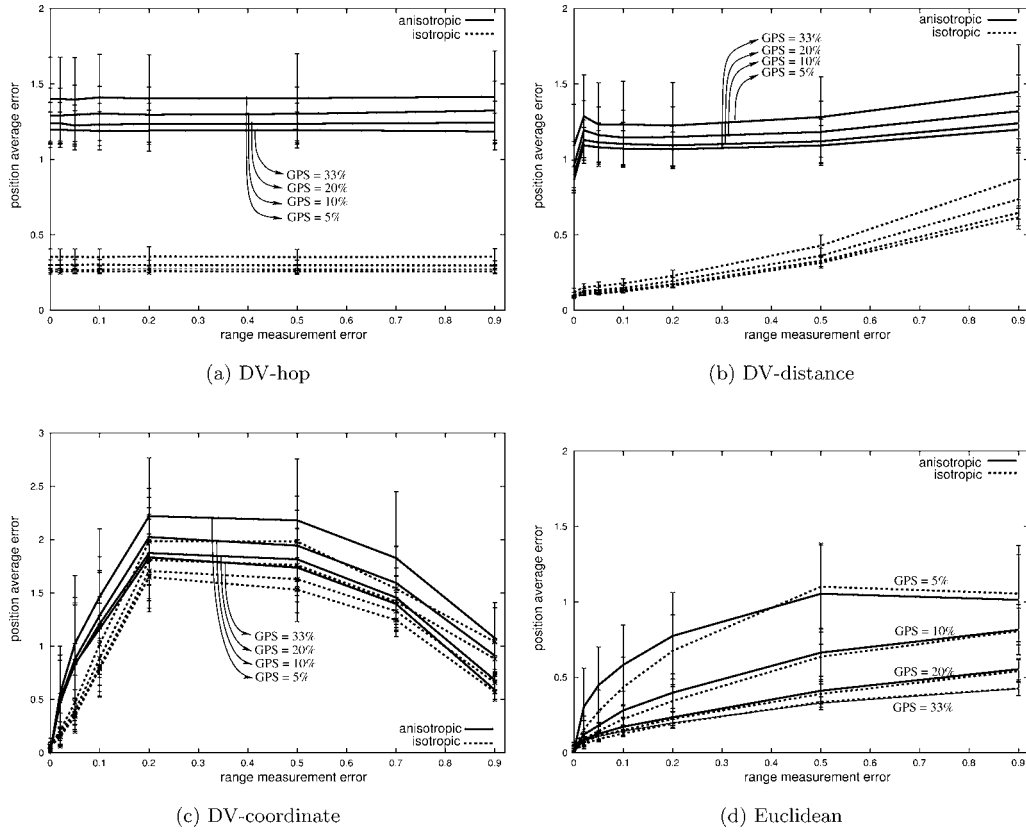 2
anisotropic
isotropic
1.5
position average error
1
GPS = 33%
GPS = 20%
GPS = 10%
GPS = 5%
0.5
0
0 0.1 0.2 0.3 0.4 0.5 0.6 0.7 0.8 0.9
range measurement error
(a) DV-hop
2
anisotropic
isotropic
GPS = 33%
GPS = 20%
GPS = 10%
GPS = 5%
1.5
position average error
1
0.5
0
0 0.1 0.2 0.3 0.4 0.5 0.6 0.7 0.8 0.9
range measurement error
(b) DV-distance
3
2.5
2
position average error
1.5
GPS = 33%
GPS = 20%
1
GPS = 10%
GPS = 5%
0.5
anisotropic
isotropic
0
0 0.1 0.2 0.3 0.4 0.5 0.6 0.7 0.8 0.9
range measurement error
(c) DV-coordinate
2
anisotropic
isotropic
1.5
position average error
GPS = 5%
1
GPS = 10%
GPS = 20%
0.5
GPS = 33%
0
0 0.1 0.2 0.3 0.4 0.5 0.6 0.7 0.8 0.9
range measurement error
(d) Euclidean